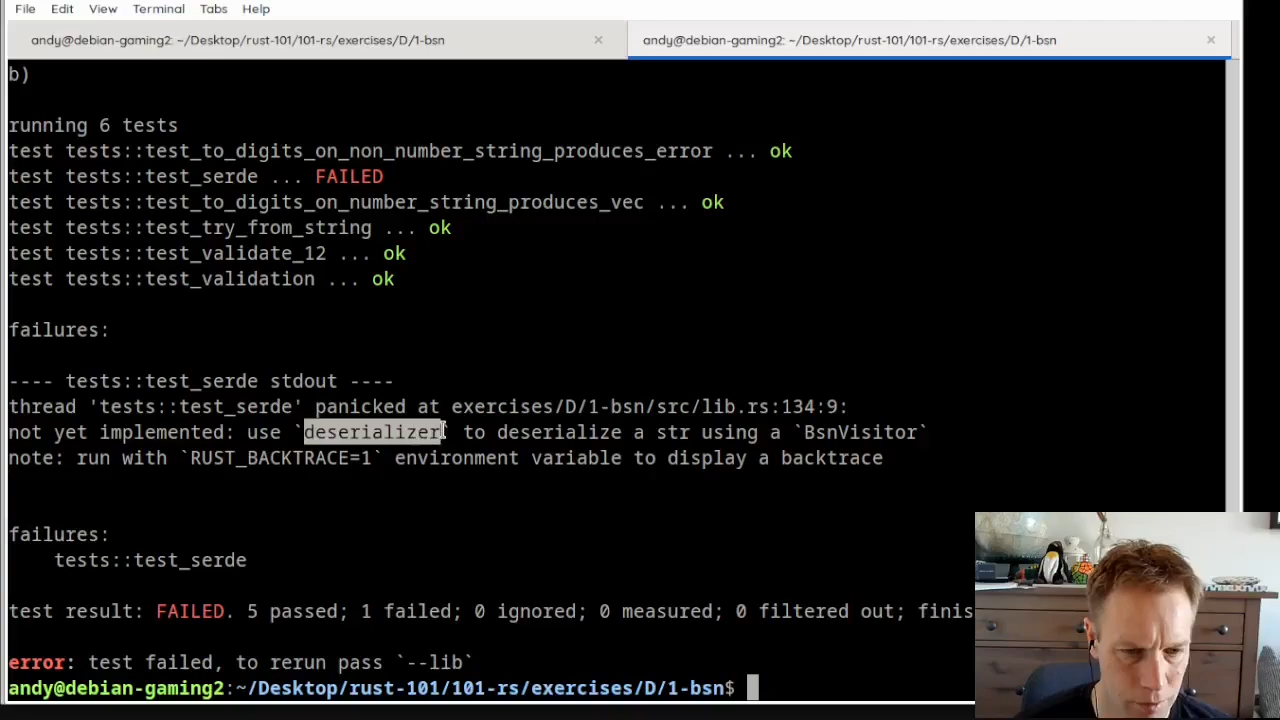 File Edit View Terminal Tabs Help
andy@debian-gaming2: ~/Desktop/rust-101/101-rs/exercises/D/1-bsn × andy@debian-gaming2: ~/Desktop/rust-101/101-rs/exercises/D/1-bsn ×
b)
running 6 tests
test tests::test_to_digits_on_non_number_string_produces_error ... ok
test tests::test_serde ... FAILED
test tests::test_to_digits_on_number_string_produces_vec ... ok
test tests::test_try_from_string ... ok
test tests::test_validate_12 ... ok
test tests::test_validation ... ok
failures:
---- tests::test_serde stdout ----
thread 'tests::test_serde' panicked at exercises/D/1-bsn/src/lib.rs:134:9:
not yet implemented: use `deserializer` to deserialize a str using a `BsnVisitor`
note: run with `RUST_BACKTRACE=1` environment variable to display a backtrace
failures:
tests::test_serde
test result: FAILED. 5 passed; 1 failed; 0 ignored; 0 measured; 0 filtered out; finis
error: test failed, to rerun pass `--lib`
andy@debian-gaming2:~/Desktop/rust-101/101-rs/exercises/D/1-bsn$